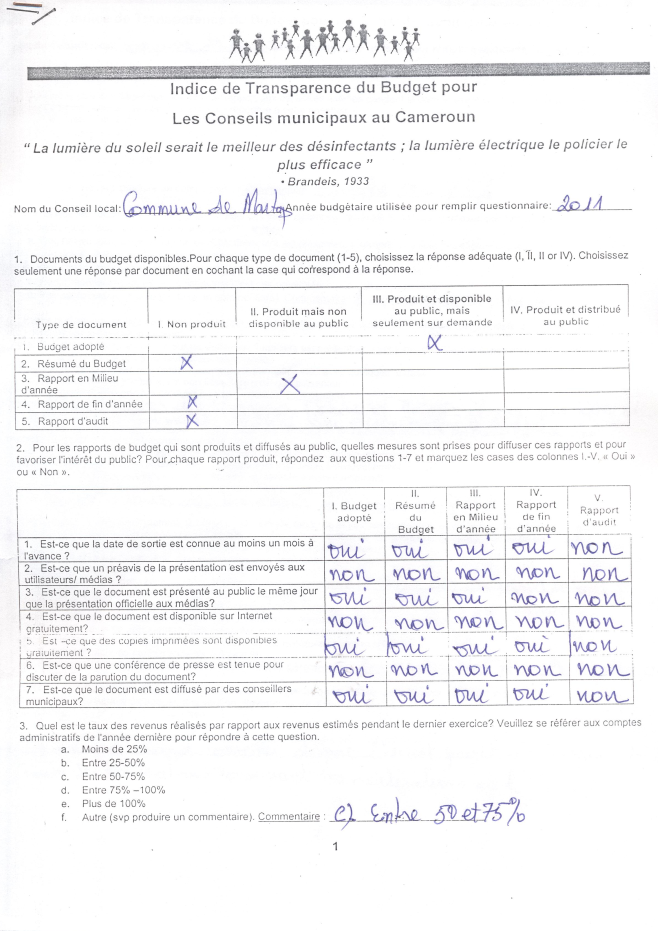 Indice de Transparence du Budget pour
Les Conseils municipaux au Cameroun
“ La lumière du soleil serait le meilleur des désinfectants ; la lumière électrique le policier le
plus efficace ”
• Brandeis, 1933
Nom du Conseil local: Commune de Martap Année budgétaire utilisée pour remplir questionnaire: 2011
1. Documents du budget disponibles.Pour chaque type de document (1-5), choisissez la réponse adéquate (I, II, II or IV). Choisissez
seulement une réponse par document en cochant la case qui correspond à la réponse.
Type de document I. Non produit II. Produit mais non disponible au public III. Produit et disponible au public, mais seulement sur demande IV. Produit et distribué au public
1. Budget adopté X
2. Résumé du Budget X
3. Rapport en Milieu d'année X
4. Rapport de fin d'année X
5. Rapport d'audit X
2. Pour les rapports de budget qui sont produits et diffusés au public, quelles mesures sont prises pour diffuser ces rapports et pour
favoriser l'intérêt du public? Pour chaque rapport produit, répondez aux questions 1-7 et marquez les cases des colonnes I.-V. « Oui »
ou « Non ».
I. Budget adopté II. Résumé du Budget III. Rapport en Milieu d'année IV. Rapport de fin d'année V. Rapport d'audit
1. Est-ce que la date de sortie est connue au moins un mois à
l'avance ? oui oui oui oui non
2. Est-ce que un préavis de la présentation est envoyés aux
utilisateurs/ médias ? non non non non non
3. Est-ce que le document est présenté au public le même jour
que la présentation officielle aux médias? oui oui oui non non
4. Est-ce que le document est disponible sur Internet
gratuitement? non non non non non
5. Est -ce que des copies imprimées sont disponibles
gratuitement ? oui oui oui oui non
6. Est-ce que une conférence de presse est tenue pour
discuter de la parution du document? non non non non non
7. Est-ce que le document est diffusé par des conseillers
municipaux? oui oui oui oui non
3. Quel est le taux des revenus réalisés par rapport aux revenus estimés pendant le dernier exercice? Veuillez se référer aux comptes
administratifs de l'année dernière pour répondre à cette question.
a. Moins de 25%
b. Entre 25-50%
c. Entre 50-75%
d. Entre 75% –100%
e. Plus de 100%
f. Autre (svp produire un commentaire). Commentaire : c) Entre 50 et 75%
1